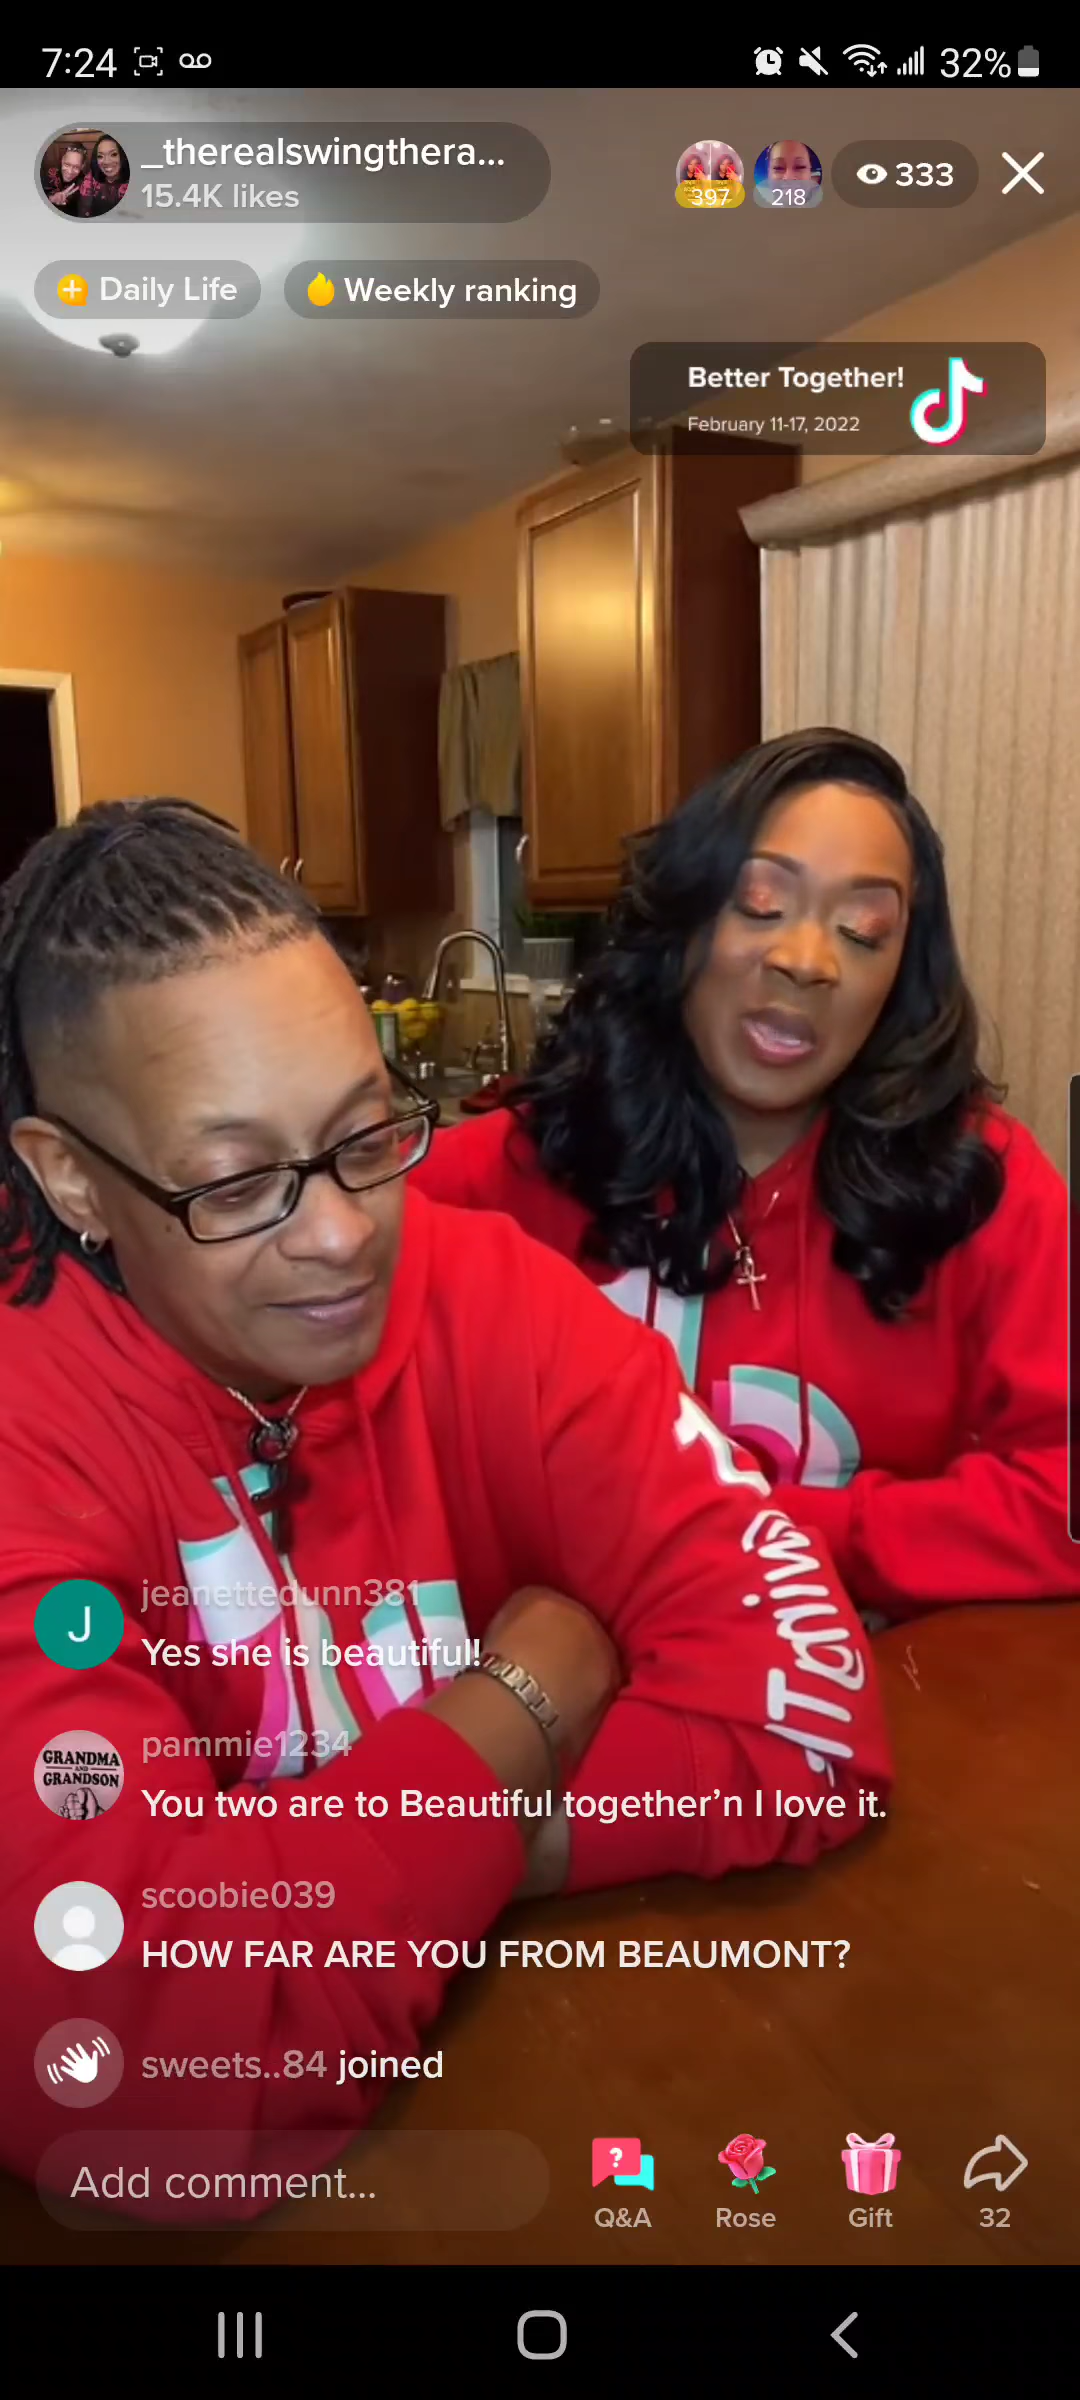 7:24
32%
_therealswingthera...
15.4K likes
397
218
333
Daily Life
Weekly ranking
Better Together!
February 11-17, 2022
jeanettedunn381
Yes she is beautiful!
pammie1234
GRANDMA
AND
GRANDSON
You two are to Beautiful together’n I love it.
scoobie039
HOW FAR ARE YOU FROM BEAUMONT?
sweets..84 joined
Add comment...
Q&A
Rose
Gift
32